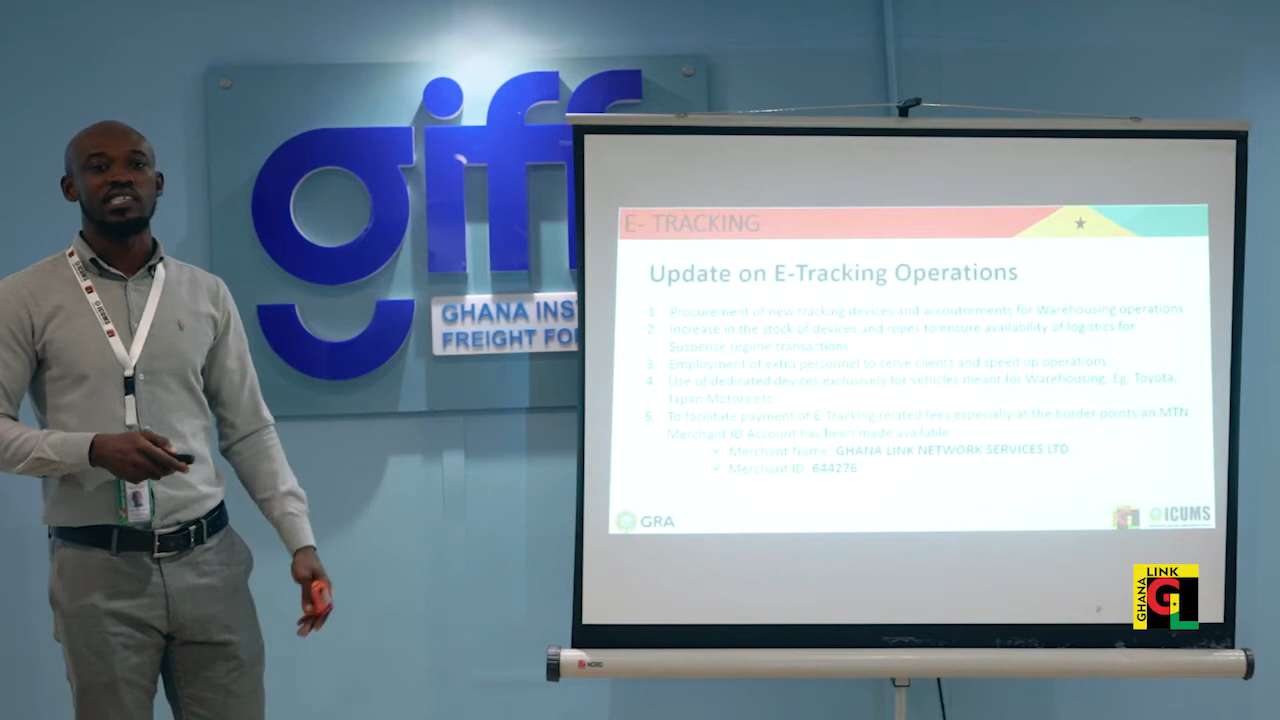 giff
GHANA INST
FREIGHT FO
E- TRACKING
Update on E-Tracking Operations
1. Procurement of new tracking devices and accoutrements for Warehousing operations
2. Increase in the stock of devices and ropes to ensure availability of logistics for
Suspense regime transactions.
3. Employment of extra personnel to serve clients and speed up operations.
4. Use of dedicated devices exclusively for vehicles meant for Warehousing. Eg. Toyota,
Japan Motors etc.
5. To facilitate payment of E-Tracking related fees especially at the border points an MTN
Merchant ID Account has been made available.
✓ Merchant Name: GHANA LINK NETWORK SERVICES LTD
✓ Merchant ID: 644276
GRA
ICUMS
GHANA
LINK
GL